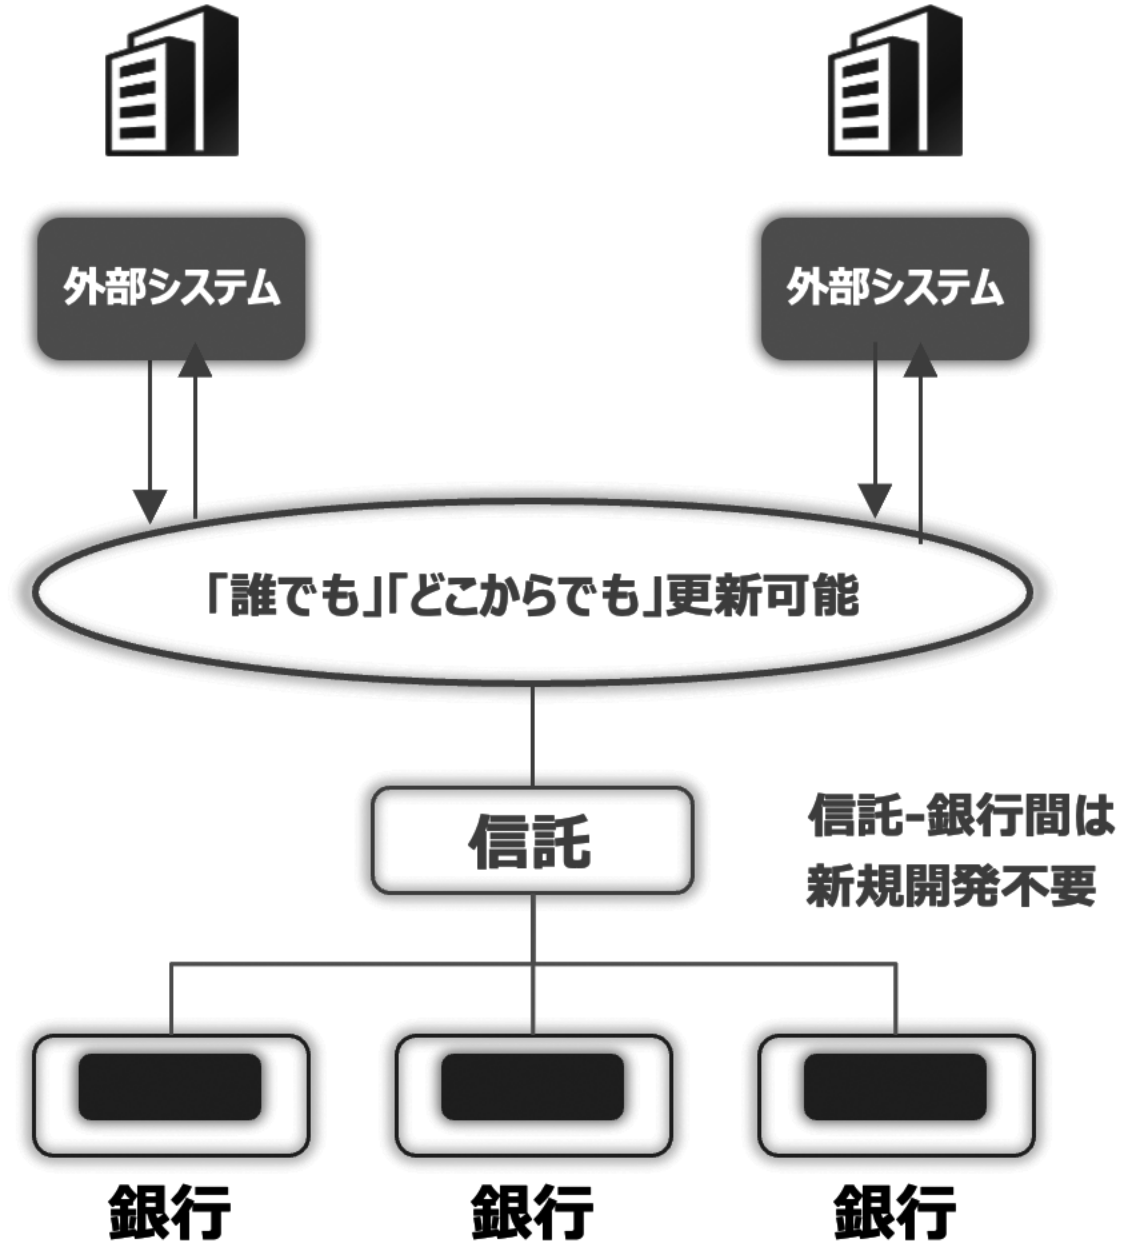 外部システム
外部システム
「誰でも」「どこからでも」更新可能
信託
信託-銀行間は
新規開発不要
銀行
銀行
銀行